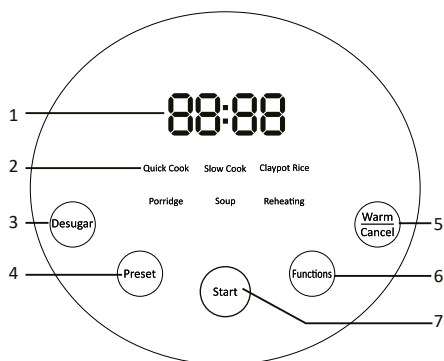 1
88:88
2
Quick Cook Slow Cook Claypot Rice
Porridge Soup Reheating
3
Desugar
Warm
Cancel
5
4
Preset
Functions
6
Start
7